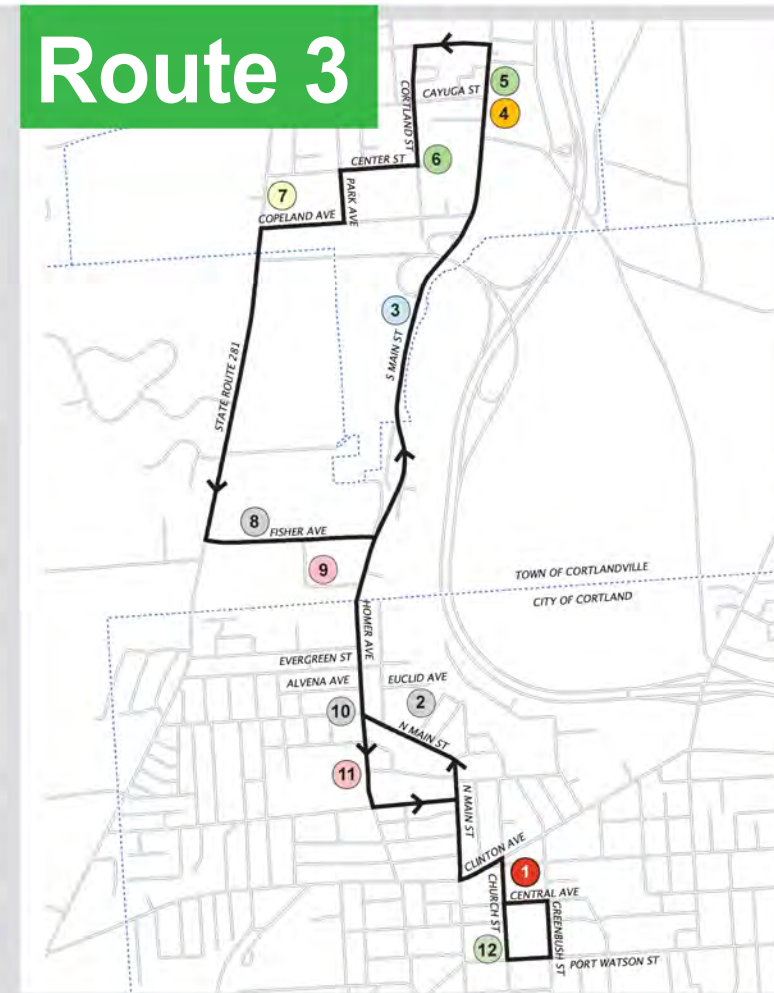 Route 3
5
CAYUGA ST
4
CORTLAND ST
CENTER ST
6
7
PARK AVE
COPELAND AVE
3
S MAIN ST
STATE ROUTE 281
8
FISHER AVE
9
TOWN OF CORTLANDVILLE
CITY OF CORTLAND
HOMER AVE
EVERGREEN ST
ALVENA AVE
EUCLID AVE
2
10
N MAIN ST
11
N MAIN ST
CLINTON AVE
1
CENTRAL AVE
CHURCH ST
GREENBUSH ST
12
PORT WATSON ST